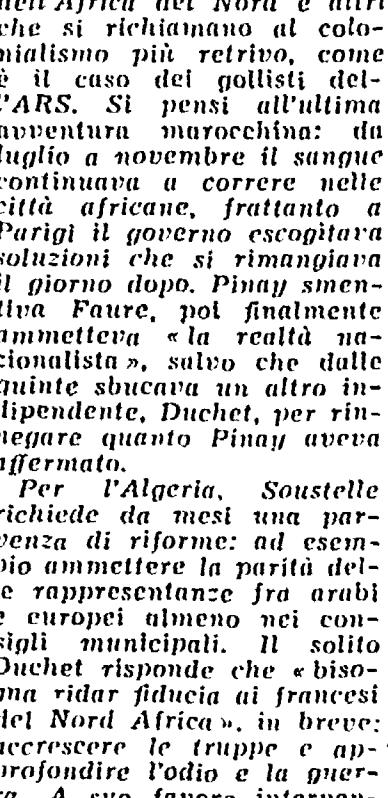 dell'Africa del Nord e altri
che si richiamano al colo-
nialismo più retrivo, come
è il caso dei gollisti del-
l'ARS. Si pensi all'ultima
avventura marocchina: da
luglio a novembre il sangue
continuava a correre nelle
città africane, frattanto a
Parigi il governo escogitava
soluzioni che si rimangiava
il giorno dopo. Pinay smen-
tiva Faure, poi finalmente
ammetteva « la realtà na-
zionalista », salvo che dalle
quinte sbucava un altro in-
dipendente, Duchet, per rin-
negare quanto Pinay aveva
affermato.
Per l'Algeria, Soustelle
richiede da mesi una par-
venza di riforme: ad esem-
pio ammettere la parità del-
le rappresentanze fra arabi
e europei almeno nei con-
sigli municipali. Il solito
Duchet risponde che « biso-
gna ridar fiducia ai francesi
del Nord Africa », in breve:
accrescere le truppe e ap-
profondire l'odio e la guer-
ra. A suo favore